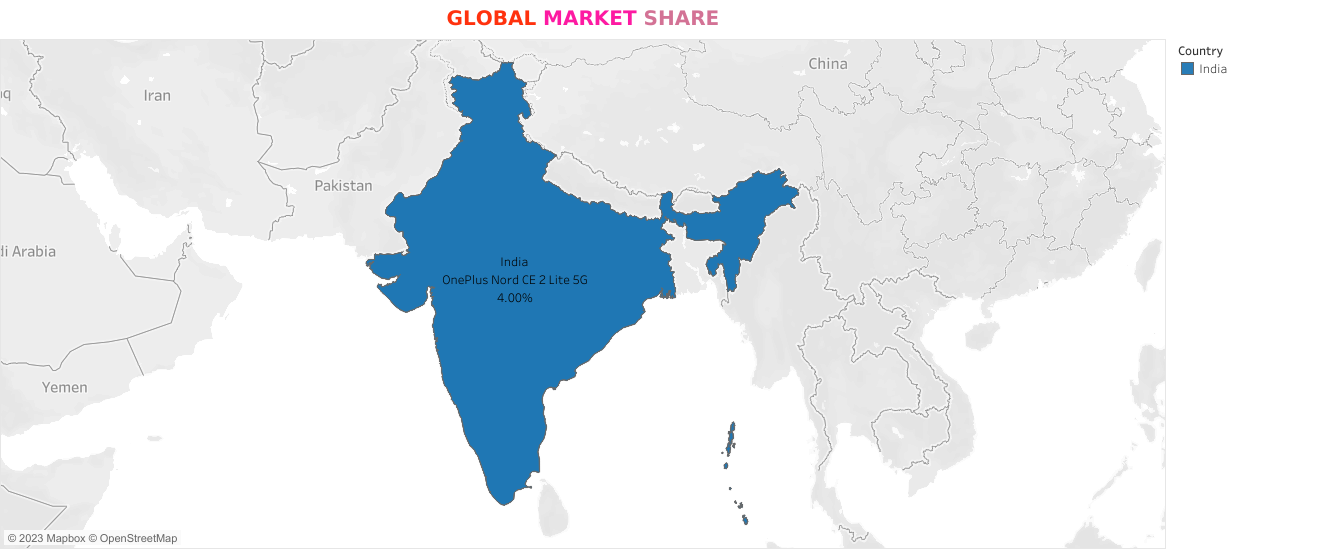 GLOBAL MARKET SHARE
Country
India
China
Iran
Pakistan
di Arabia
India
OnePlus Nord CE 2 Lite 5G
4.00%
Yemen
© 2023 Mapbox © OpenStreetMap